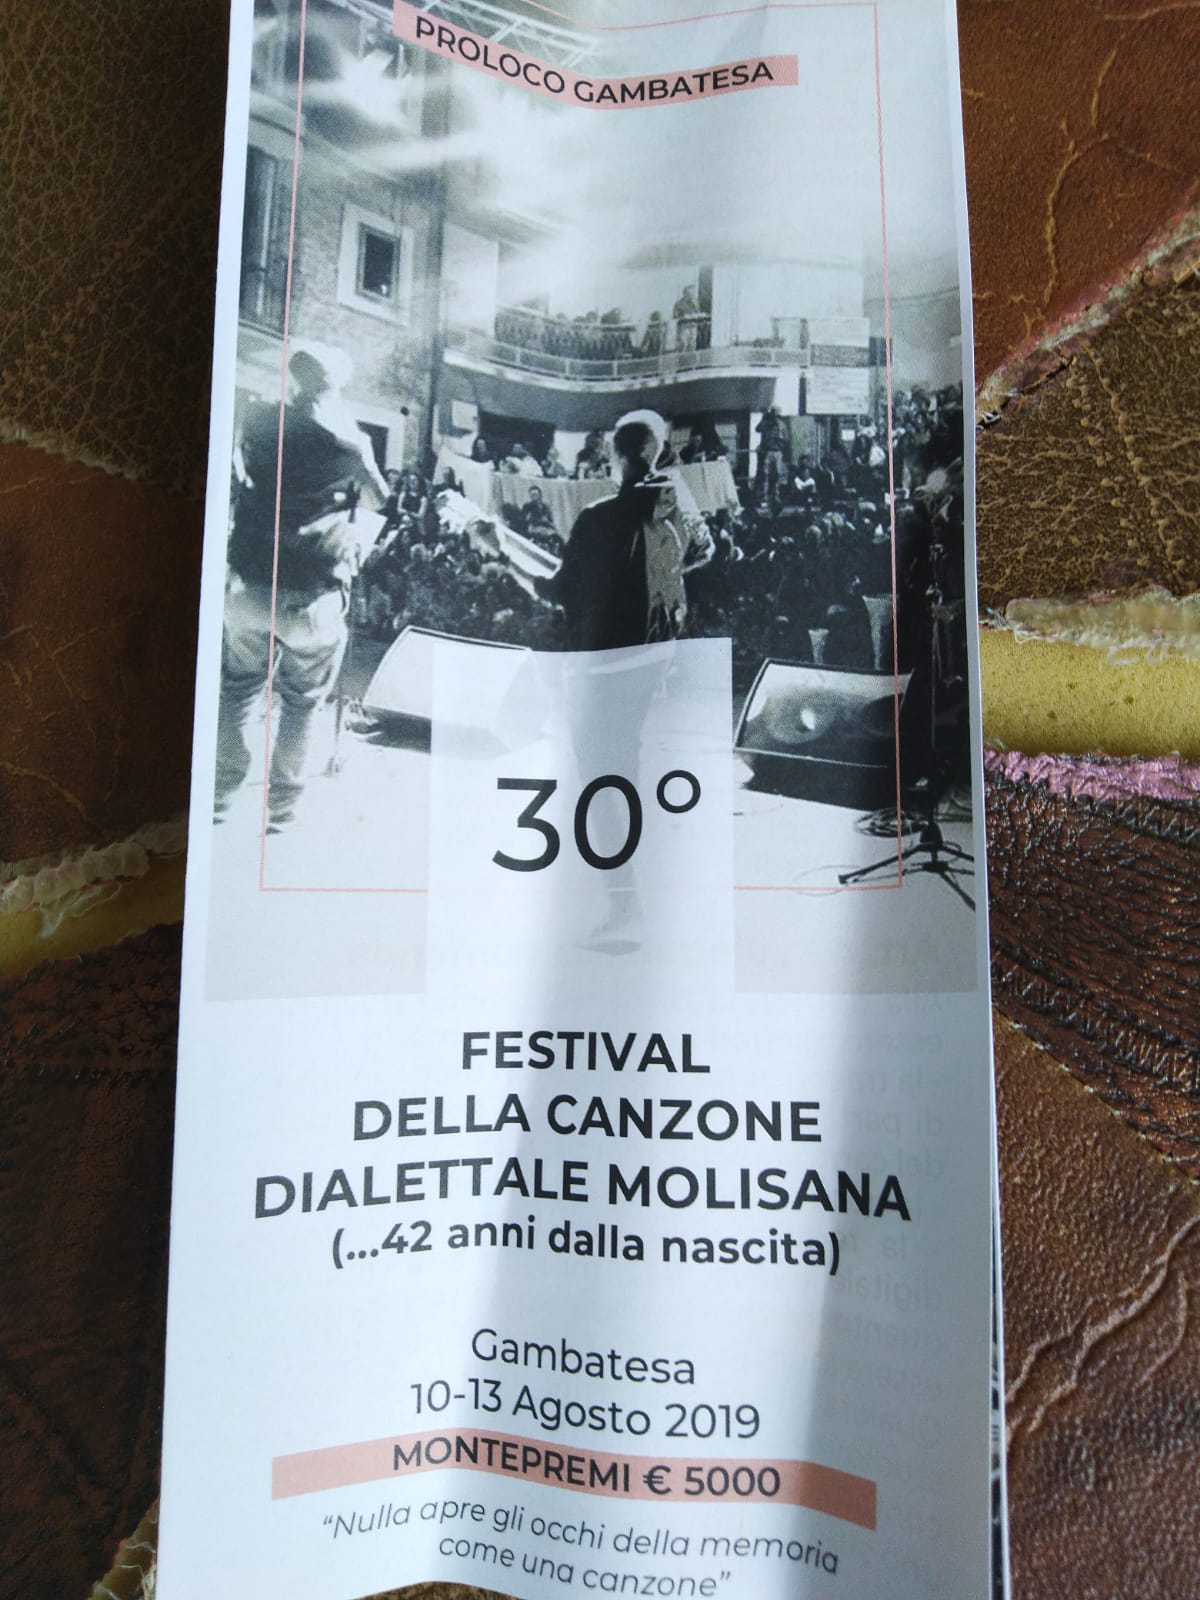 PROLOCO GAMBATESA
30°
FESTIVAL
DELLA CANZONE
DIALETTALE MOLISANA
(...42 anni dalla nascita)
Gambatesa
10-13 Agosto 2019
MONTEPREMI € 5000
“Nulla apre gli occhi della memoria
come una canzone”